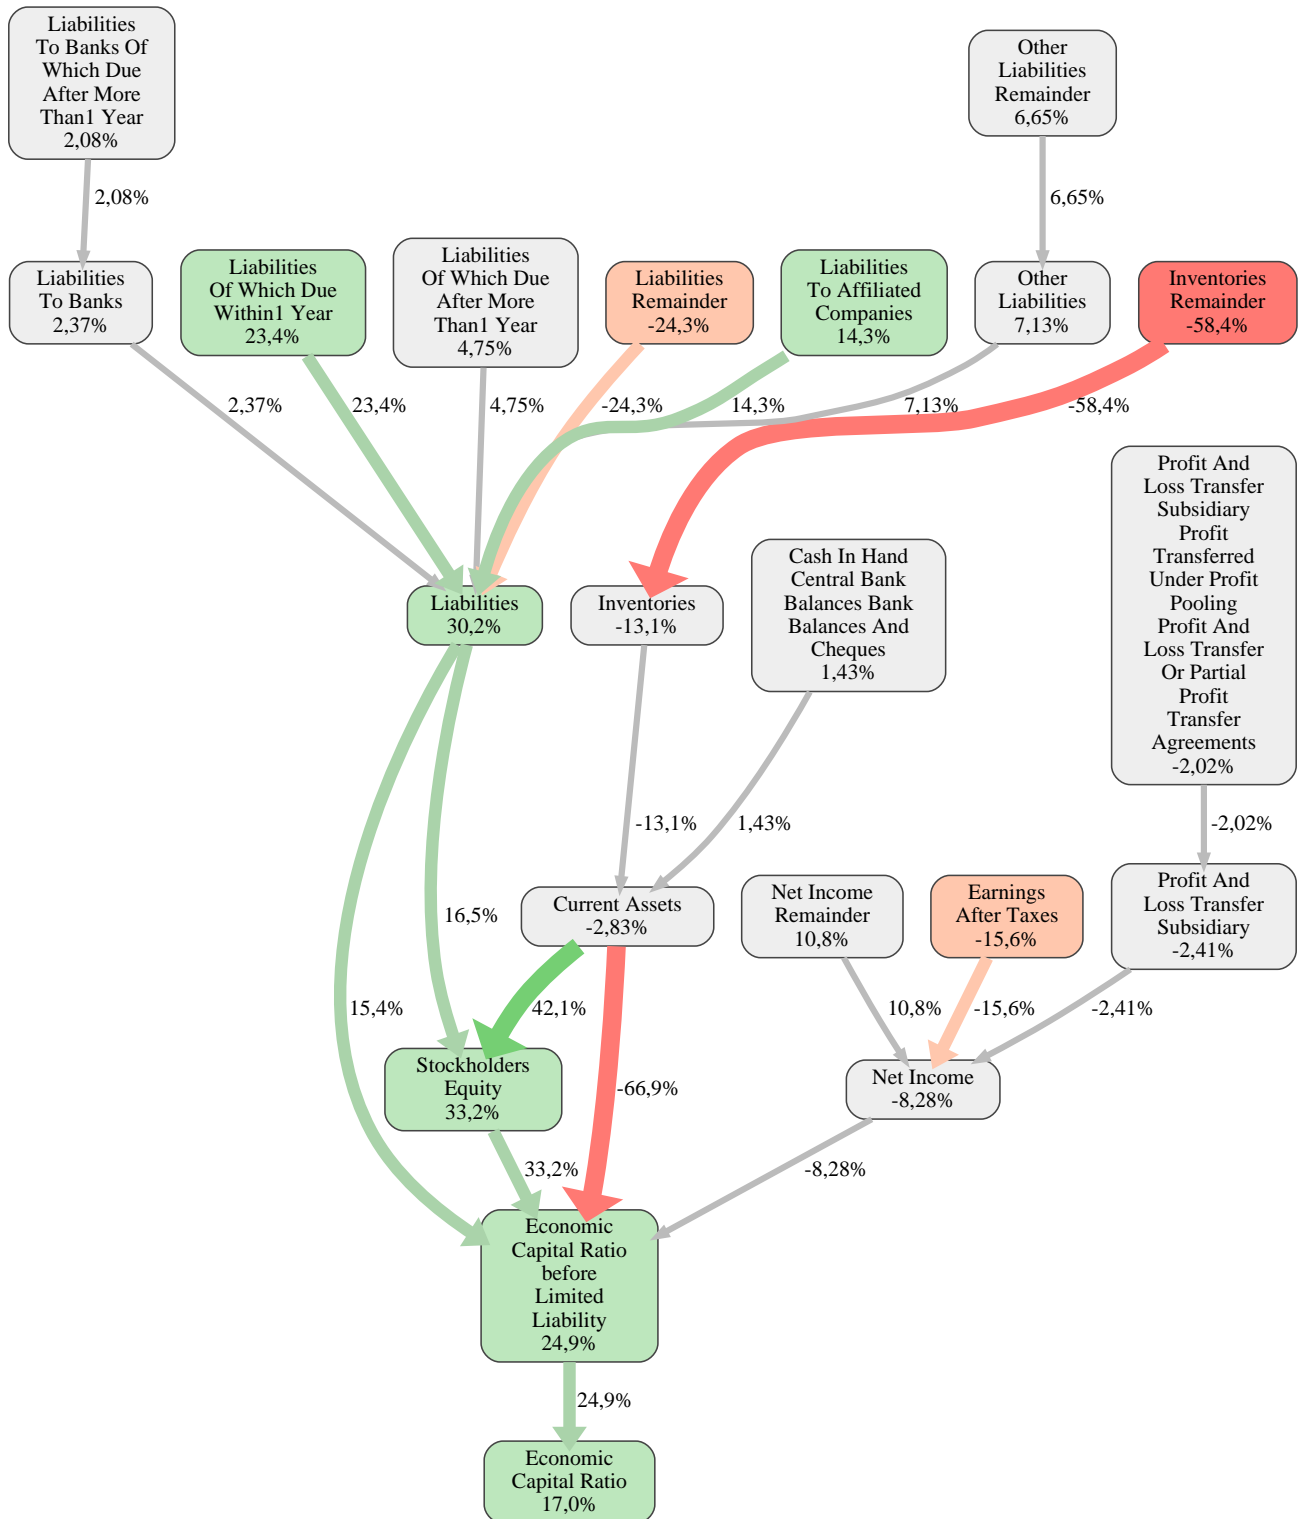 Liabilities
To Banks Of
Which Due
After More
Than1 Year
2,08%
Other
Liabilities
Remainder
6,65%
2,08%
6,65%
Liabilities
To Banks
2,37%
Liabilities
Of Which Due
Within1 Year
23,4%
Liabilities
Of Which Due
After More
Than1 Year
4,75%
Liabilities
Remainder
-24,3%
Liabilities
To Affiliated
Companies
14,3%
Other
Liabilities
7,13%
Inventories
Remainder
-58,4%
2,37%
23,4%
4,75%
-24,3%
14,3%
7,13%
-58,4%
Profit And
Loss Transfer
Subsidiary
Profit
Transferred
Under Profit
Pooling
Profit And
Loss Transfer
Or Partial
Profit
Transfer
Agreements
-2,02%
Cash In Hand
Central Bank
Balances Bank
Balances And
Cheques
1,43%
Liabilities
30,2%
Inventories
-13,1%
-13,1%
1,43%
-2,02%
16,5%
Current Assets
-2,83%
Net Income
Remainder
10,8%
Earnings
After Taxes
-15,6%
Profit And
Loss Transfer
Subsidiary
-2,41%
15,4%
42,1%
10,8%
-15,6%
-2,41%
Stockholders
Equity
33,2%
-66,9%
Net Income
-8,28%
33,2%
-8,28%
Economic
Capital Ratio
before
Limited
Liability
24,9%
24,9%
Economic
Capital Ratio
17,0%